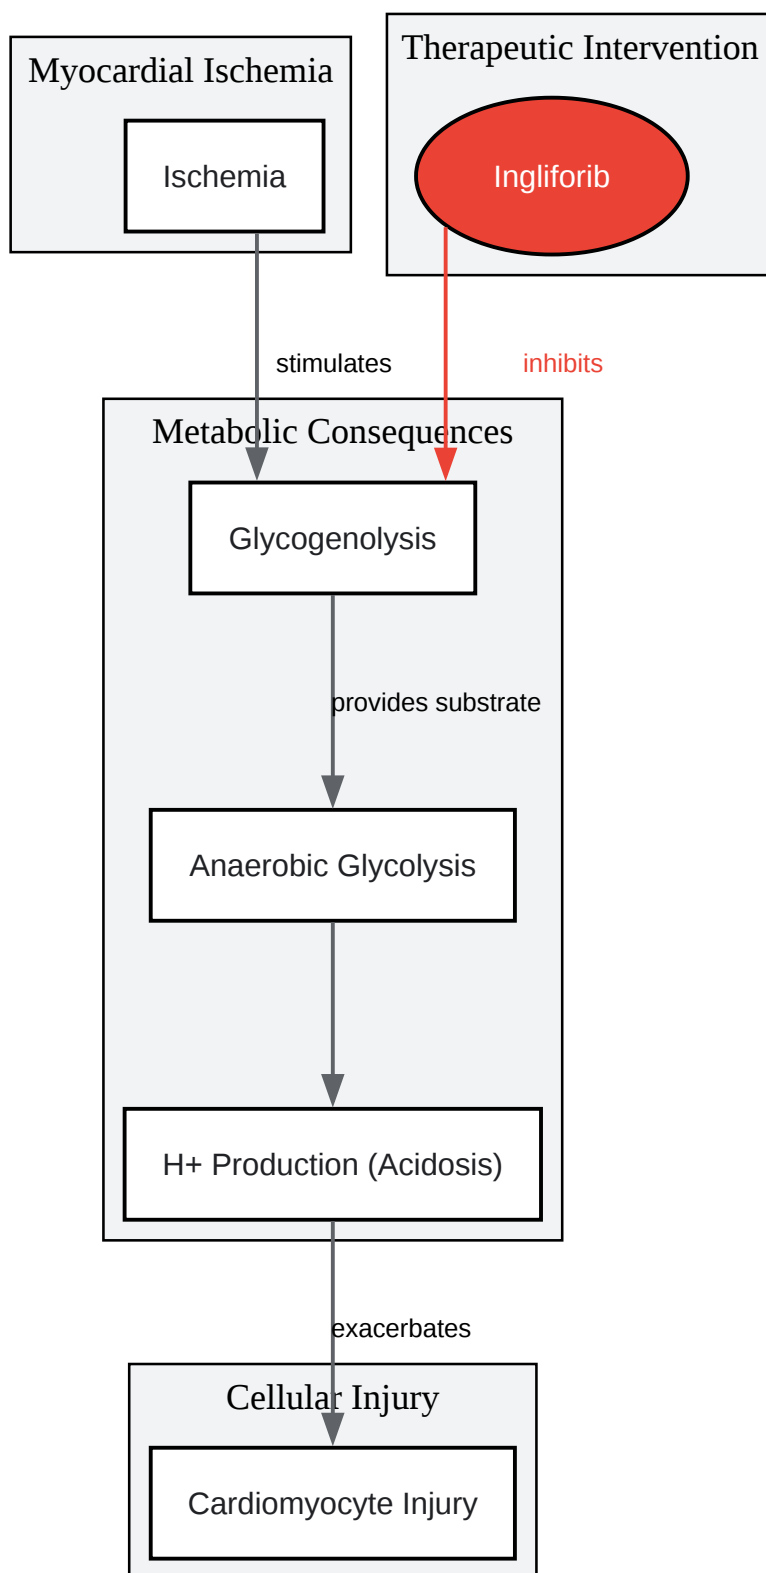 Myocardial Ischemia
Therapeutic Intervention
Ischemia
Ingliforib
stimulates
inhibits
Metabolic Consequences
Glycogenolysis
provides substrate
Anaerobic Glycolysis
H+ Production (Acidosis)
exacerbates
Cellular Injury
Cardiomyocyte Injury